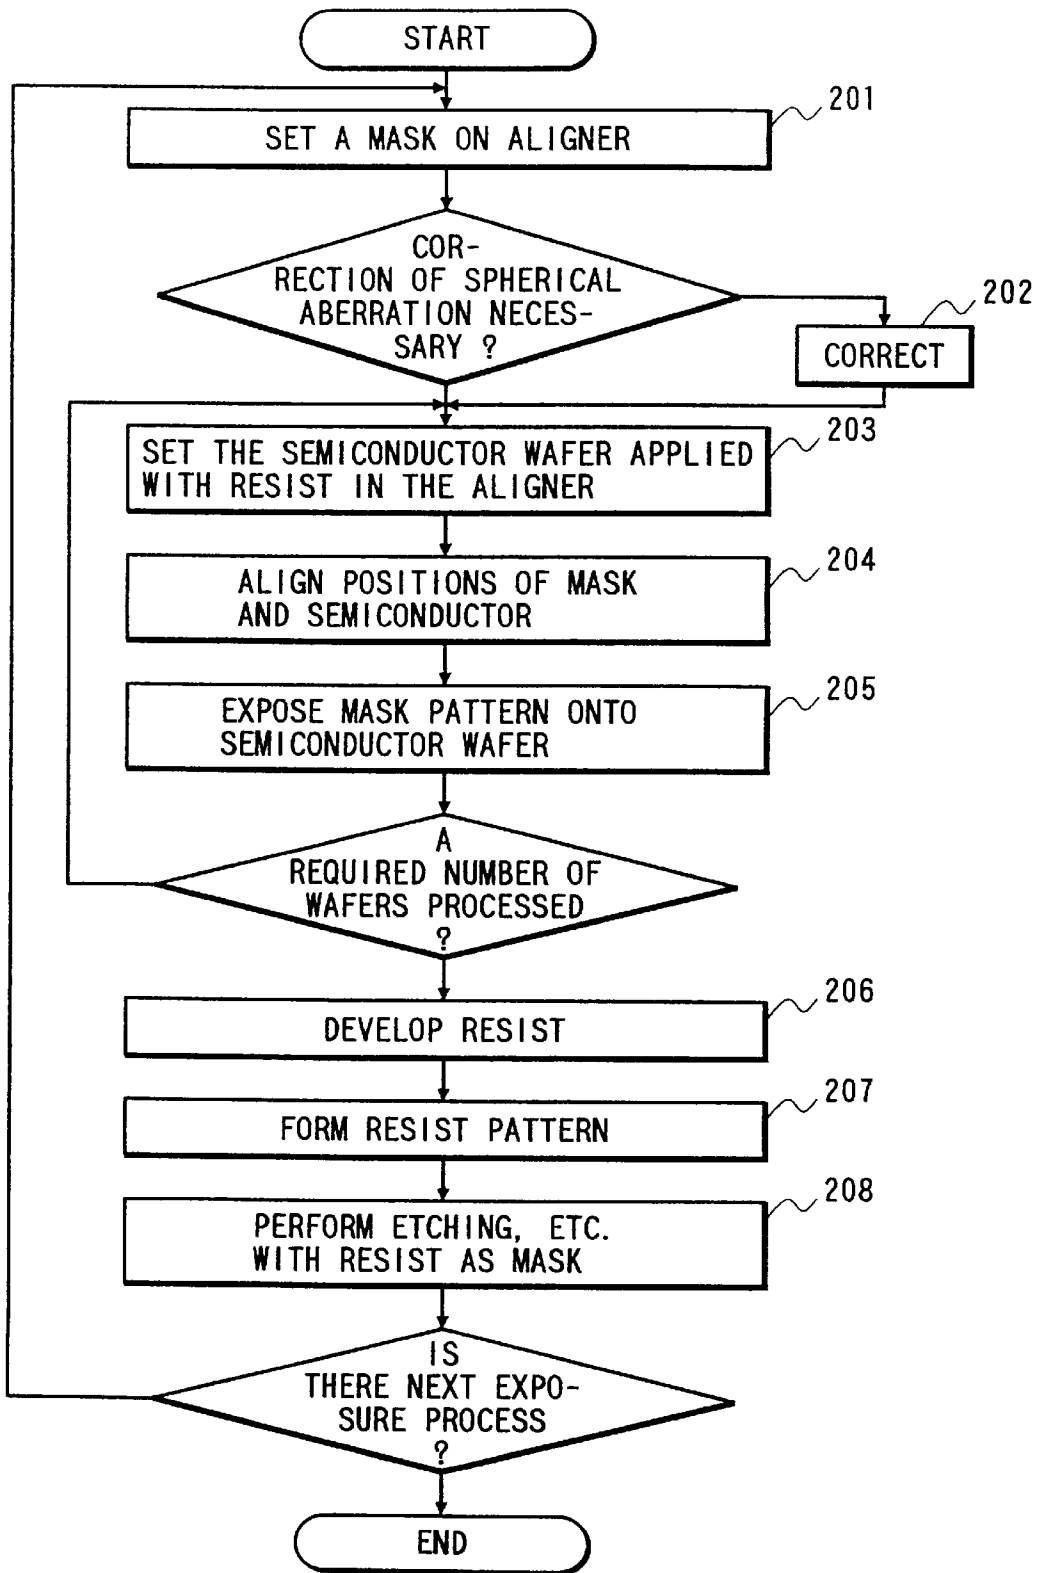 START
201
SET A MASK ON ALIGNER
COR-
RECTION OF SPHERICAL
ABERRATION NECES-
SARY ?
202
CORRECT
203
SET THE SEMICONDUCTOR WAFER APPLIED
WITH RESIST IN THE ALIGNER
204
ALIGN POSITIONS OF MASK
AND SEMICONDUCTOR
205
EXPOSE MASK PATTERN ONTO
SEMICONDUCTOR WAFER
A
REQUIRED NUMBER OF
WAFERS PROCESSED
?
206
DEVELOP RESIST
207
FORM RESIST PATTERN
208
PERFORM ETCHING, ETC.
WITH RESIST AS MASK
IS
THERE NEXT EXPO-
SURE PROCESS
?
END